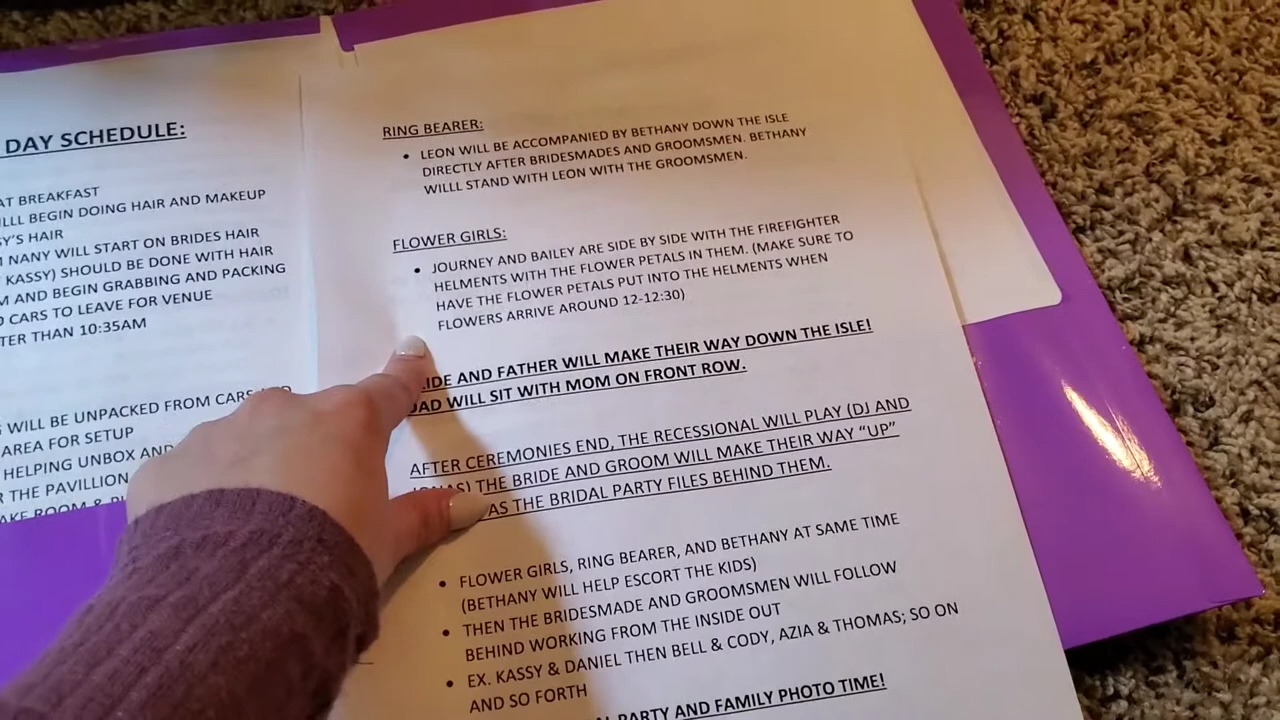 DAY SCHEDULE:
AT BREAKFAST
BEGIN DOING HAIR AND MAKEUP
HAIR
NANY WILL START ON BRIDES HAIR
KASSY) SHOULD BE DONE WITH HAIR
AND BEGIN GRABBING AND PACKING
CARS TO LEAVE FOR VENUE
THAN 10:35AM
WILL BE UNPACKED FROM CARS
AREA FOR SETUP
HELPING UNBOX AND
THE PAVILION
ROOM &
RING BEARER:
• LEON WILL BE ACCOMPANIED BY BETHANY DOWN THE ISLE
DIRECTLY AFTER BRIDESMADES AND GROOMSMEN. BETHANY
WILLL STAND WITH LEON WITH THE GROOMSMEN.
FLOWER GIRLS:
• JOURNEY AND BAILEY ARE SIDE BY SIDE WITH THE FIREFIGHTER
HELMENTS WITH THE FLOWER PETALS IN THEM. (MAKE SURE TO
HAVE THE FLOWER PETALS PUT INTO THE HELMENTS WHEN
FLOWERS ARRIVE AROUND 12-12:30)
AND FATHER WILL MAKE THEIR WAY DOWN THE ISLE!
DAD WILL SIT WITH MOM ON FRONT ROW.
AFTER CEREMONIES END, THE RECESSIONAL WILL PLAY (DJ AND
THE BRIDE AND GROOM WILL MAKE THEIR WAY “UP”
AS THE BRIDAL PARTY FILES BEHIND THEM.
• FLOWER GIRLS, RING BEARER, AND BETHANY AT SAME TIME
(BETHANY WILL HELP ESCORT THE KIDS)
• THEN THE BRIDESMADE AND GROOMSMEN WILL FOLLOW
BEHIND WORKING FROM THE INSIDE OUT
• EX. KASSY & DANIEL THEN BELL & CODY, AZIA & THOMAS; SO ON
AND SO FORTH
PARTY AND FAMILY PHOTO TIME!